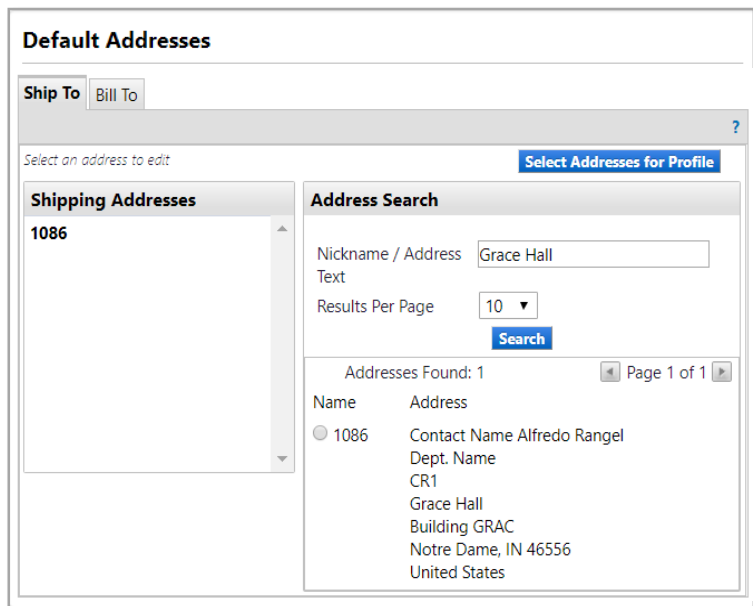 Default Addresses
Ship To
Bill To
?
Select an address to edit
Select Addresses for Profile
Shipping Addresses
1086
Address Search
Nickname / Address Text
Grace Hall
Results Per Page
10
Search
Addresses Found: 1
Page 1 of 1
Name Address
1086 Contact Name Alfredo Rangel
Dept. Name
CR1
Grace Hall
Building GRAC
Notre Dame, IN 46556
United States